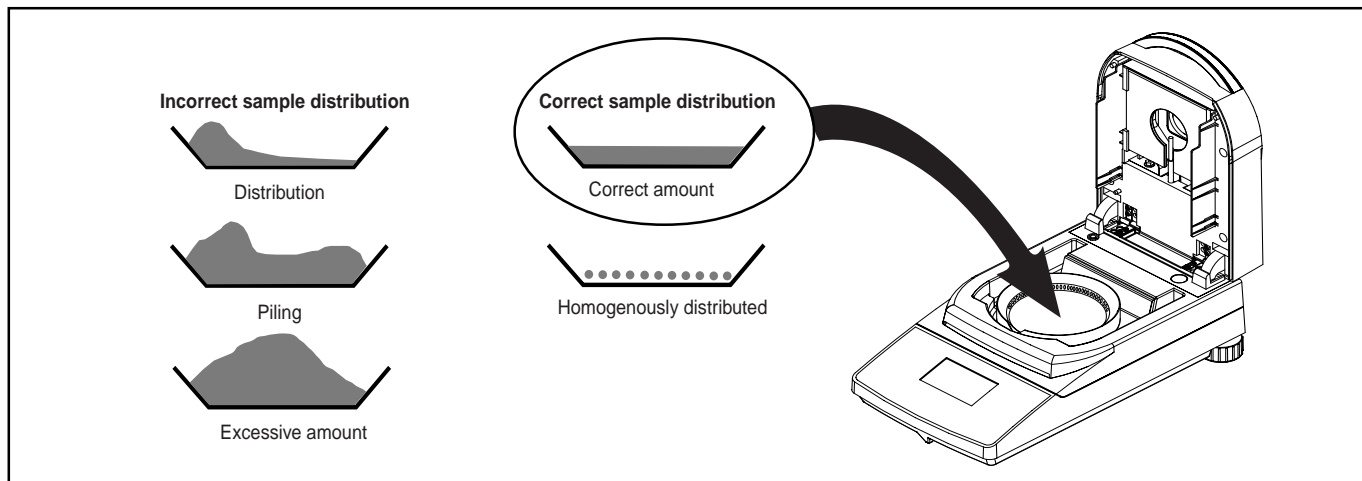 Incorrect sample distribution
Distribution
Piling
Excessive amount
Correct sample distribution
Correct amount
Homogenously distributed